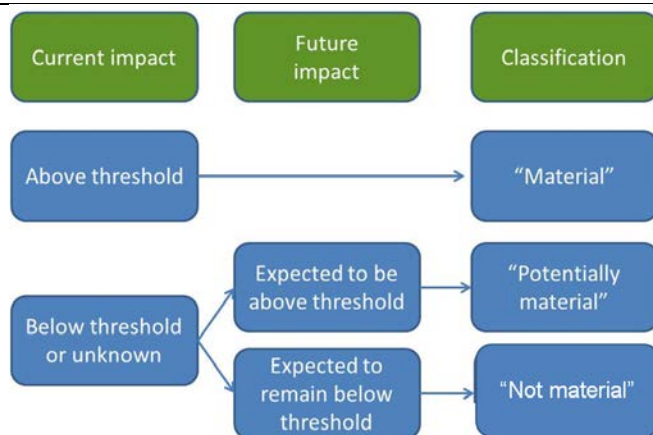 Current impact
Future
impact
Classification
Above threshold
“Material”
Below threshold
or unknown
Expected to be
above threshold
“Potentially
material”
Expected to
remain below
threshold
“Not material”